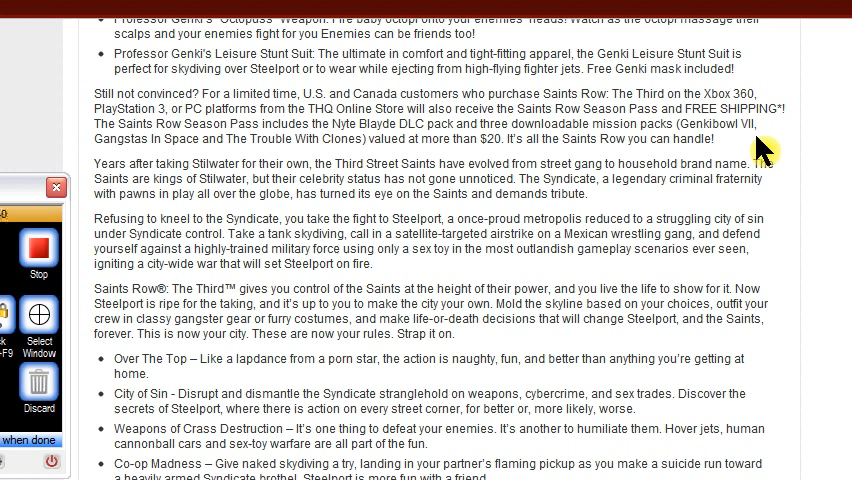 Professor Genki's "Octopuss" Weapon: Fire baby octopi onto your enemies' heads! Watch as the octopi massage their
scalps and your enemies fight for you Enemies can be friends too!
Professor Genki's Leisure Stunt Suit: The ultimate in comfort and tight-fitting apparel, the Genki Leisure Stunt Suit is
perfect for skydiving over Steelport or to wear while ejecting from high-flying fighter jets. Free Genki mask included!
Still not convinced? For a limited time, U.S. and Canada customers who purchase Saints Row: The Third on the Xbox 360,
PlayStation 3, or PC platforms from the THQ Online Store will also receive the Saints Row Season Pass and FREE SHIPPING*!
The Saints Row Season Pass includes the Nyte Blayde DLC pack and three downloadable mission packs (Genkibowl VII,
Gangstas In Space and The Trouble With Clones) valued at more than $20. It's all the Saints Row you can handle!
Years after taking Stilwater for their own, the Third Street Saints have evolved from street gang to household brand name. The
Saints are kings of Stilwater, but their celebrity status has not gone unnoticed. The Syndicate, a legendary criminal fraternity
with pawns in play all over the globe, has turned its eye on the Saints and demands tribute.
Refusing to kneel to the Syndicate, you take the fight to Steelport, a once-proud metropolis reduced to a struggling city of sin
under Syndicate control. Take a tank skydiving, call in a satellite-targeted airstrike on a Mexican wrestling gang, and defend
yourself against a highly-trained military force using only a sex toy in the most outlandish gameplay scenarios ever seen,
igniting a city-wide war that will set Steelport on fire.
Saints Row®: The Third™ gives you control of the Saints at the height of their power, and you live the life to show for it. Now
Steelport is ripe for the taking, and it's up to you to make the city your own. Mold the skyline based on your choices, outfit your
crew in classy gangster gear or furry costumes, and make life-or-death decisions that will change Steelport, and the Saints,
forever. This is now your city. These are now your rules. Strap it on.
Over The Top – Like a lapdance from a porn star, the action is naughty, fun, and better than anything you're getting at
home.
City of Sin - Disrupt and dismantle the Syndicate stranglehold on weapons, cybercrime, and sex trades. Discover the
secrets of Steelport, where there is action on every street corner, for better or, more likely, worse.
Weapons of Crass Destruction – It's one thing to defeat your enemies. It's another to humiliate them. Hover jets, human
cannonball cars and sex-toy warfare are all part of the fun.
Co-op Madness – Give naked skydiving a try, landing in your partner's flaming pickup as you make a suicide run toward
a heavily armed Syndicate brothel. Steelport is more fun with a friend.
Stop
Select
Window
-F9
Discard
when done